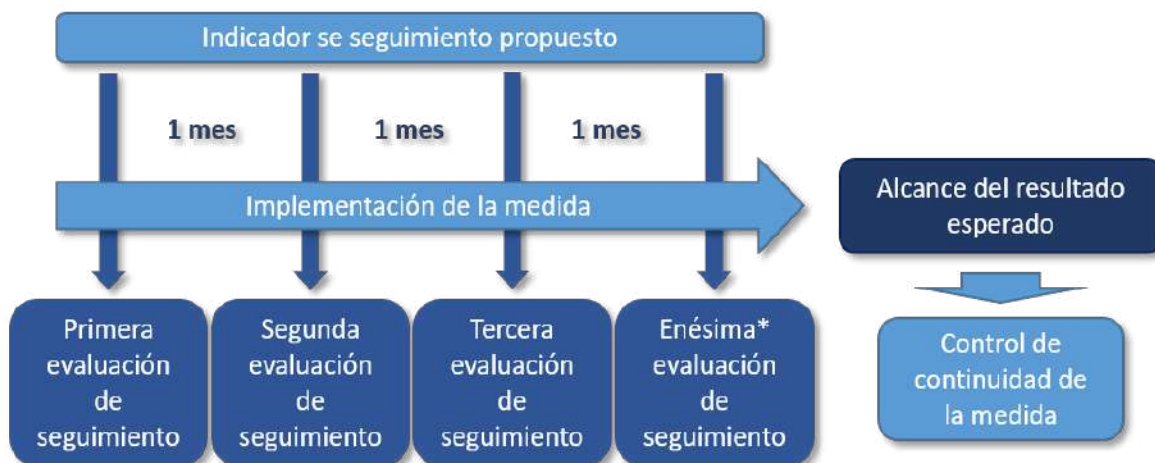 Indicador se seguimiento propuesto
1 mes
1 mes
1 mes
Implementación de la medida
Alcance del resultado
esperado
Primera
evaluación
de
seguimiento
Segunda
evaluación
de
seguimiento
Tercera
evaluación
de
seguimiento
Enésima*
evaluación
de
seguimiento
Control de
continuidad de
la medida